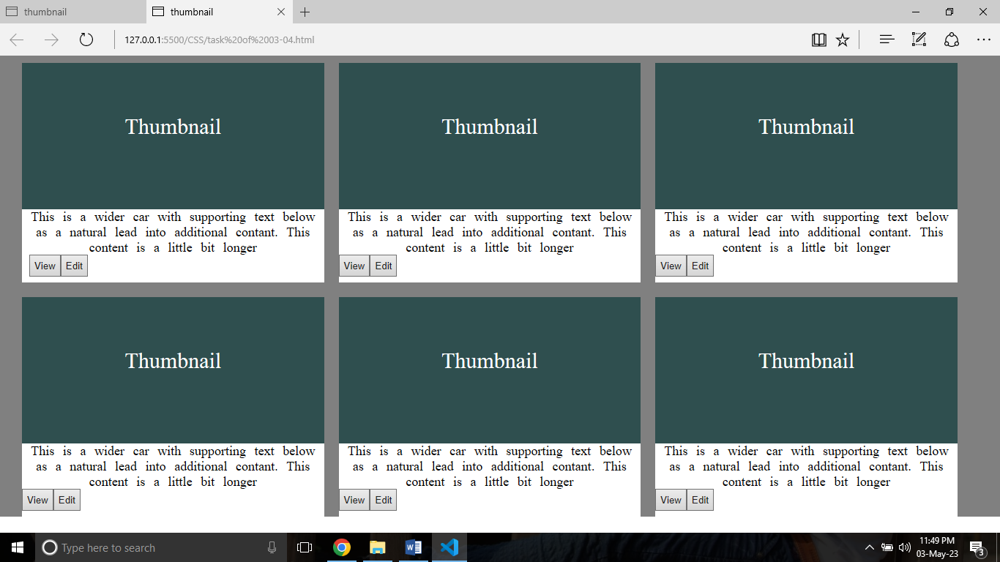 thumbnail
thumbnail
127.0.0.1:5500/CSS/task%20of%2003-04.html
Thumbnail
This is a wider car with supporting text below
as a natural lead into additional contant. This
content is a little bit longer
View Edit
Thumbnail
This is a wider car with supporting text below
as a natural lead into additional contant. This
content is a little bit longer
View Edit
Thumbnail
This is a wider car with supporting text below
as a natural lead into additional contant. This
content is a little bit longer
View Edit
Thumbnail
This is a wider car with supporting text below
as a natural lead into additional contant. This
content is a little bit longer
View Edit
Thumbnail
This is a wider car with supporting text below
as a natural lead into additional contant. This
content is a little bit longer
View Edit
Thumbnail
This is a wider car with supporting text below
as a natural lead into additional contant. This
content is a little bit longer
View Edit
Type here to search
11:49 PM
03-May-23
3